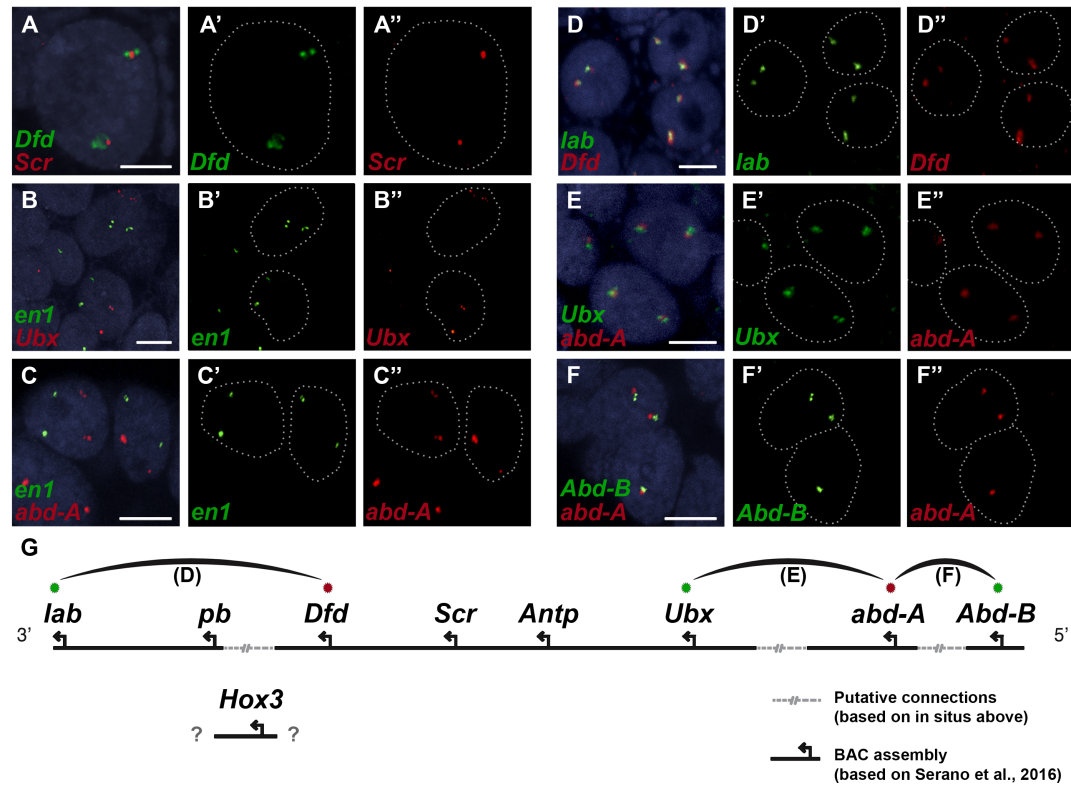 A
Dfd
Scr
A'
Dfd
A''
Scr
D
lab
Dfd
D'
lab
D''
Dfd
B
en1
Ubx
B'
en1
B''
Ubx
E
Ubx
abd-A
E'
Ubx
E''
abd-A
C
en1
abd-A
C'
en1
C''
abd-A
F
Abd-B
abd-A
F'
Abd-B
F''
abd-A
G
(D) (E) (F)
lab pb Dfd Scr Antp Ubx abd-A Abd-B
3' 5'
Hox3
? ?
Putative connections
(based on in situs above)
BAC assembly
(based on Serano et al., 2016)